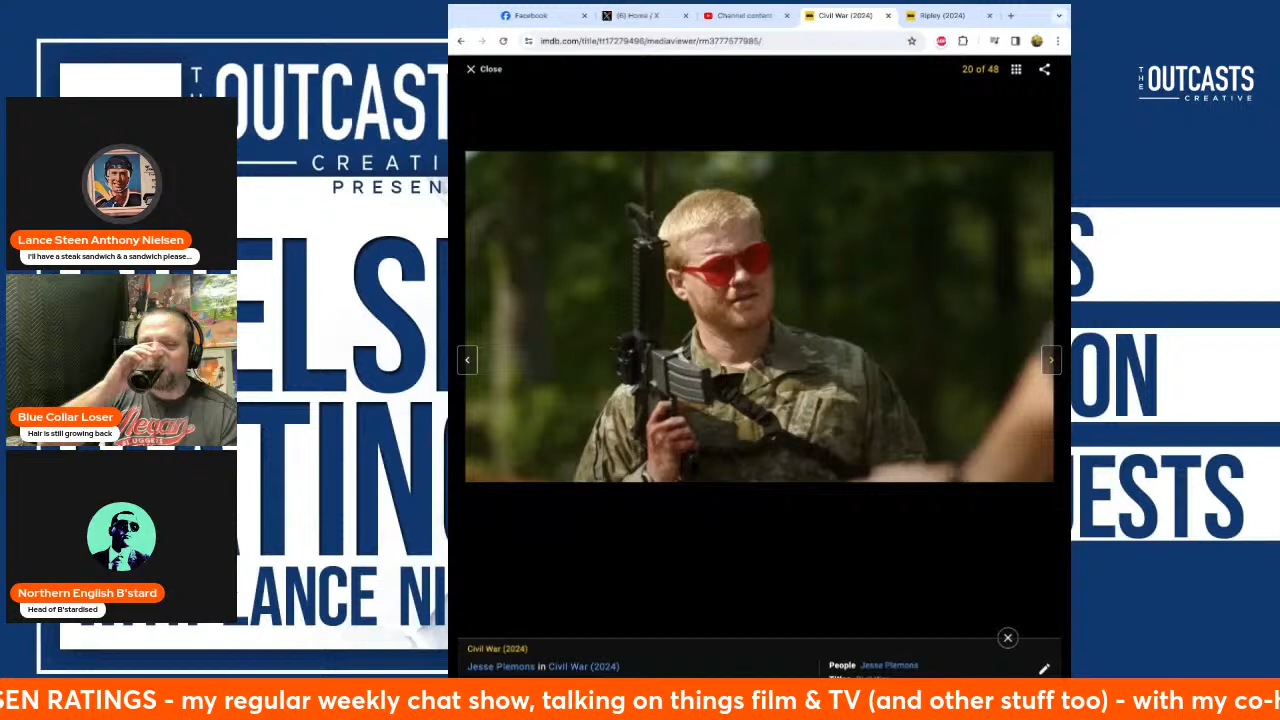 Facebook
(6) Home / X
Channel content
Civil War (2024)
Ripley (2024)
imdb.com/title/tt17279496/mediaviewer/rm3777577985/
Close
20 of 48
THE
OUTCASTS
CREATIVE
OUTCAST
CREATI
PRESEN
Lance Steen Anthony Nielsen
I'll have a steak sandwich & a sandwich please...
ELS
S
Blue Collar Loser
Hair is still growing back
NUGGETS
ON
TIN
ESTS
Northern English B'stard
Head of B'stardised
LANCE NI
Civil War (2024)
Jesse Plemons in Civil War (2024)
People Jesse Plemons
SEN RATINGS - my regular weekly chat show, talking on things film & TV (and other stuff too) - with my co-h